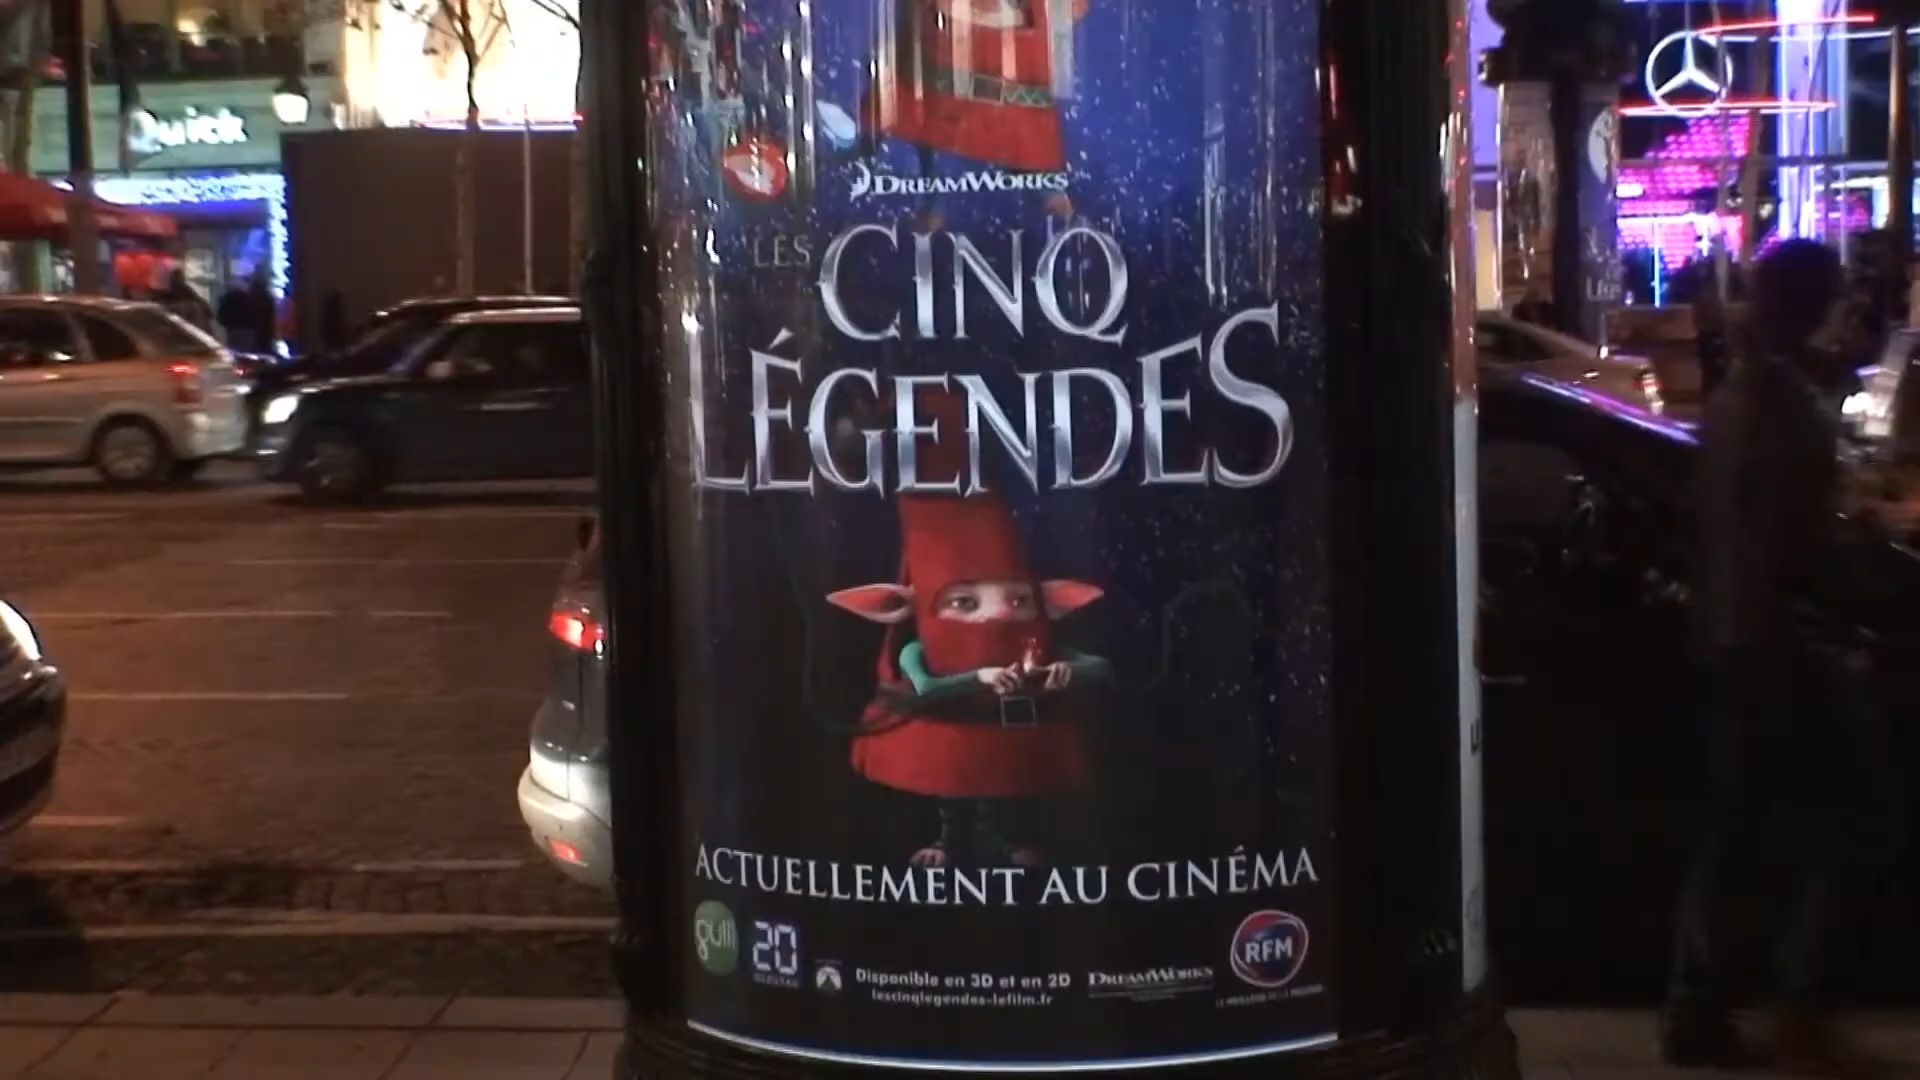 Quick
DREAMWORKS
LES
CINQ
LÉGENDES
ACTUELLEMENT AU CINÉMA
gulli
20
Disponible en 3D et en 2D
lescinqlegendes-lefilm.fr
DREAMWORKS
RFM